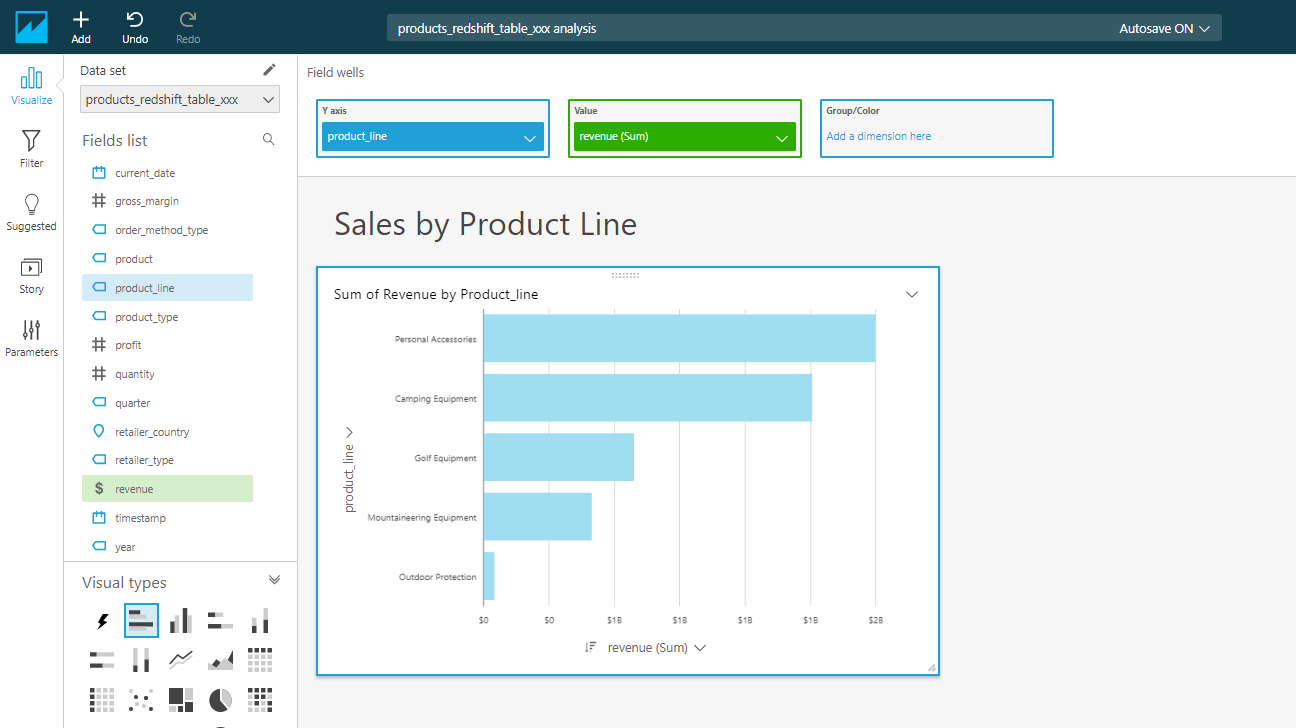 Add
Undo
Redo
products_redshift_table_xxx analysis
Autosave ON
Visualize
Filter
Suggested
Story
Parameters
Data set
products_redshift_table_xxx
Fields list
current_date
gross_margin
order_method_type
product
product_line
product_type
profit
quantity
quarter
retailer_country
retailer_type
$ revenue
timestamp
year
Visual types
Field wells
Y axis
product_line
Value
revenue (Sum)
Group/Color
Add a dimension here
Sales by Product Line
Sum of Revenue by Product_line
product_line
Personal Accessories
Camping Equipment
Golf Equipment
Mountaineering Equipment
Outdoor Protection
$0 $0 $1B $1B $1B $1B $2B
revenue (Sum)